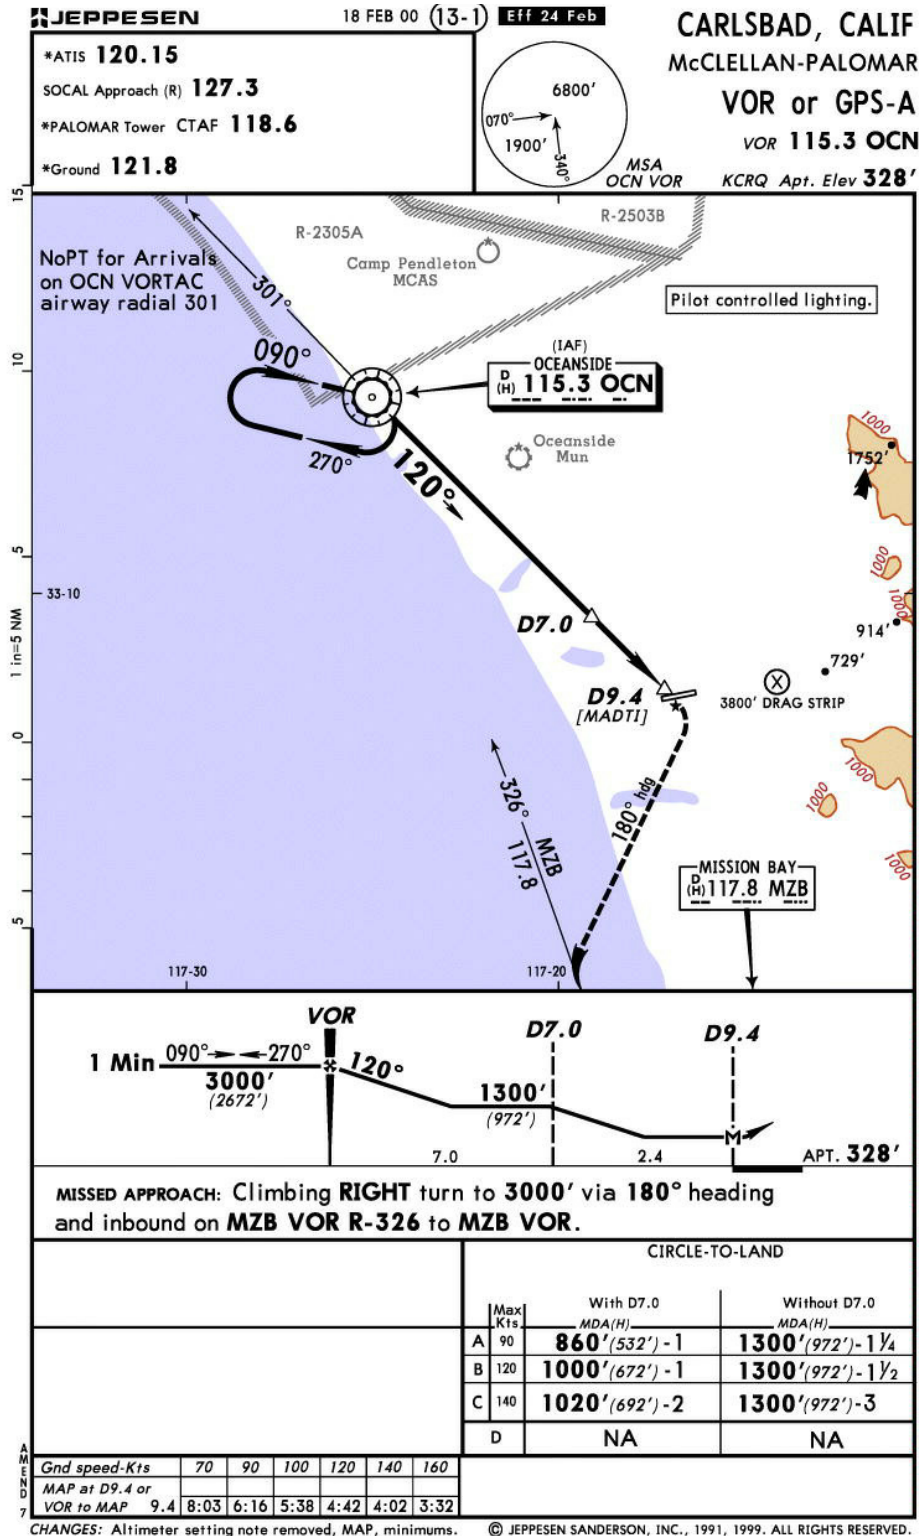 JEPPESEN
18 FEB 00 (13-1) Eff 24 Feb
CARLSBAD, CALIF
McCLELLAN-PALOMAR
VOR or GPS-A
VOR 115.3 OCN
KCRQ Apt. Elev 328'
*ATIS 120.15
SOCAL Approach (R) 127.3
*PALOMAR Tower CTAF 118.6
*Ground 121.8
6800'
070°
1900'
340°
MSA
OCN VOR
15
10
5
0
5
1 in=5 NM
NoPT for Arrivals
on OCN VORTAC
airway radial 301
R-2305A
R-2503B
Camp Pendleton
MCAS
Pilot controlled lighting.
301°
090°
(IAF)
OCEANSIDE
D
(H) 115.3 OCN
270°
120°
Oceanside
Mun
1000
1752'
1000
1000
33-10
D7.0
914'
729'
D9.4
[MADTI]
3800' DRAG STRIP
1000
1000
1000
180° hdg
326°
MZB
117.8
MISSION BAY
D
(H) 117.8 MZB
117-30
117-20
VOR
D7.0
D9.4
1 Min
090°
270°
120°
3000'
(2672')
1300'
(972')
M
7.0
2.4
APT. 328'
MISSED APPROACH: Climbing RIGHT turn to 3000' via 180° heading
and inbound on MZB VOR R-326 to MZB VOR.
CIRCLE-TO-LAND
Max
Kts
With D7.0
Without D7.0
MDA(H)
MDA(H)
A 90 860'(532')-1 1300'(972')-1¼
B 120 1000'(672')-1 1300'(972')-1½
C 140 1020'(692')-2 1300'(972')-3
D NA NA
AMEND 7
Gnd speed-Kts 70 90 100 120 140 160
MAP at D9.4 or
VOR to MAP 9.4 8:03 6:16 5:38 4:42 4:02 3:32
CHANGES: Altimeter setting note removed, MAP, minimums.
© JEPPESEN SANDERSON, INC., 1991, 1999. ALL RIGHTS RESERVED.